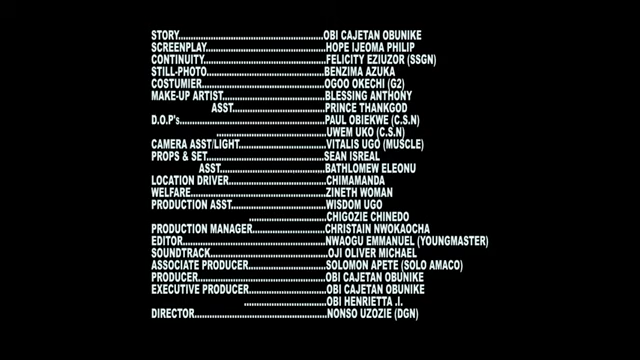 STORY..........................................................OBI CAJETAN OBUNIKE
SCREENPLAY................................................HOPE IJEOMA PHILIP
CONTINUITY................................................FELICITY EZIUZOR (SSGN)
STILL-PHOTO...............................................BENZIMA AZUKA
COSTUMIER.................................................OGOO OKECHI (G2)
MAKE-UP ARTIST.........................................BLESSING ANTHONY
ASST......................................PRINCE THANKGOD
D.O.P's..........................................................PAUL OBIEKWE (C.S.N)
............................................UWEM UKO (C.S.N)
CAMERA ASST/LIGHT.................................VITALIS UGO (MUSCLE)
PROPS & SET................................................SEAN ISREAL
ASST...........................................BATHLOMEW ELEONU
LOCATION DRIVER.......................................CHIMAMANDA
WELFARE......................................................ZINETH WOMAN
PRODUCTION ASST.....................................WISDOM UGO
...............................CHIGOZIE CHINEDO
PRODUCTION MANAGER.............................CHRISTAIN NWOKAOCHA
EDITOR.........................................................NWAOGU EMMANUEL (YOUNGMASTER)
SOUNDTRACK................................................OJI OLIVER MICHAEL
ASSOCIATE PRODUCER..............................SOLOMON APETE (SOLO AMACO)
PRODUCER...................................................OBI CAJETAN OBUNIKE
EXECUTIVE PRODUCER................................OBI CAJETAN OBUNIKE
.................................OBI HENRIETTA .I.
DIRECTOR.....................................................NONSO UZOZIE (DGN)